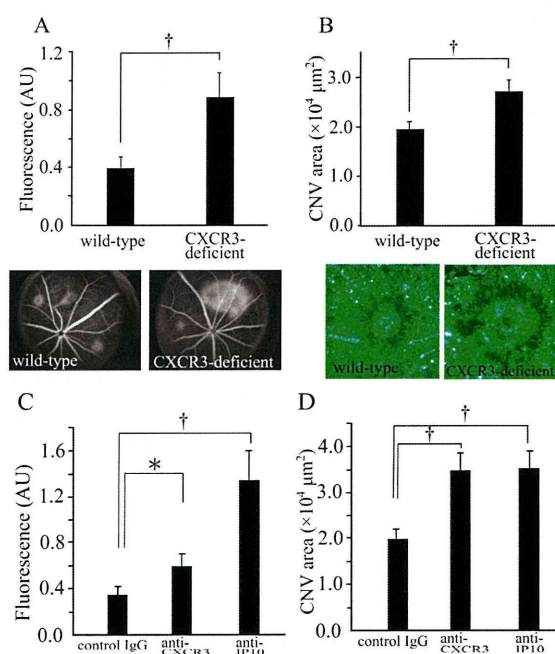 A
†
Fluorescence (AU)
1.2
0.8
0.4
0.0
wild-type
CXCR3-
deficient
B
†
CNV area (×10⁴ μm²)
3.0
2.0
1.0
0.0
wild-type
CXCR3-
deficient
wild-type
CXCR3-deficient
wild-type
CXCR3-deficient
C
†
*
Fluorescence (AU)
1.6
1.2
0.8
0.4
0.0
control IgG
anti-
CXCR3
anti-
IP10
D
†
†
CNV area (×10⁴ μm²)
4.0
3.0
2.0
1.0
0.0
control IgG
anti-
CXCR3
anti-
IP10